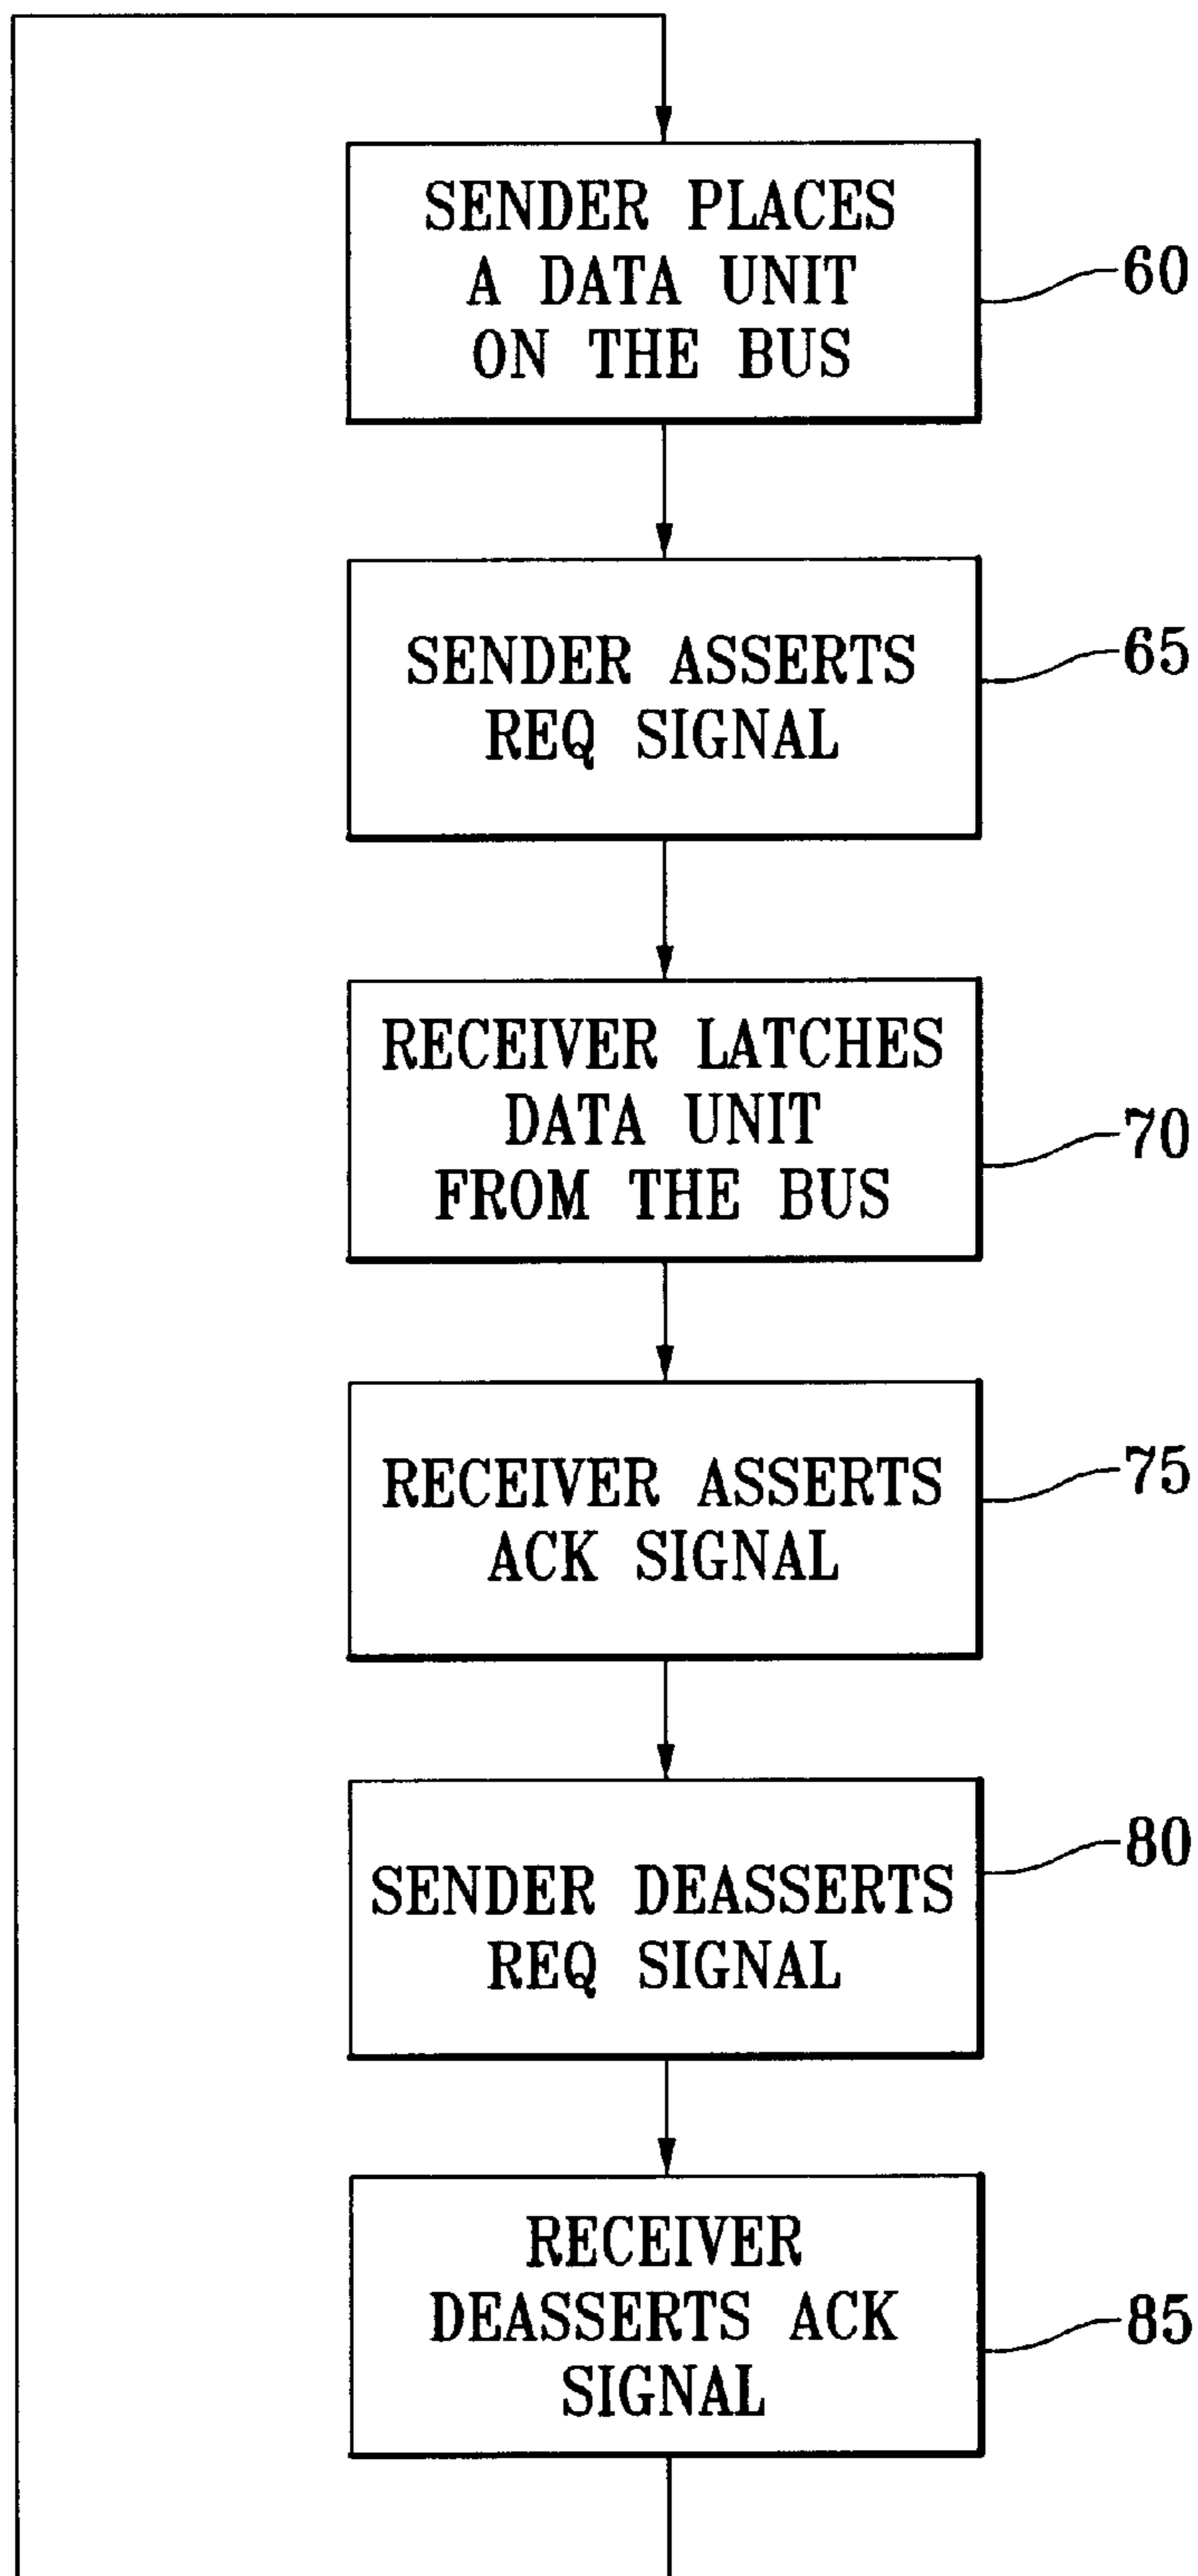 SENDER PLACES
A DATA UNIT
ON THE BUS
60
SENDER ASSERTS
REQ SIGNAL
65
RECEIVER LATCHES
DATA UNIT
FROM THE BUS
70
RECEIVER ASSERTS
ACK SIGNAL
75
SENDER DEASSERTS
REQ SIGNAL
80
RECEIVER
DEASSERTS ACK
SIGNAL
85